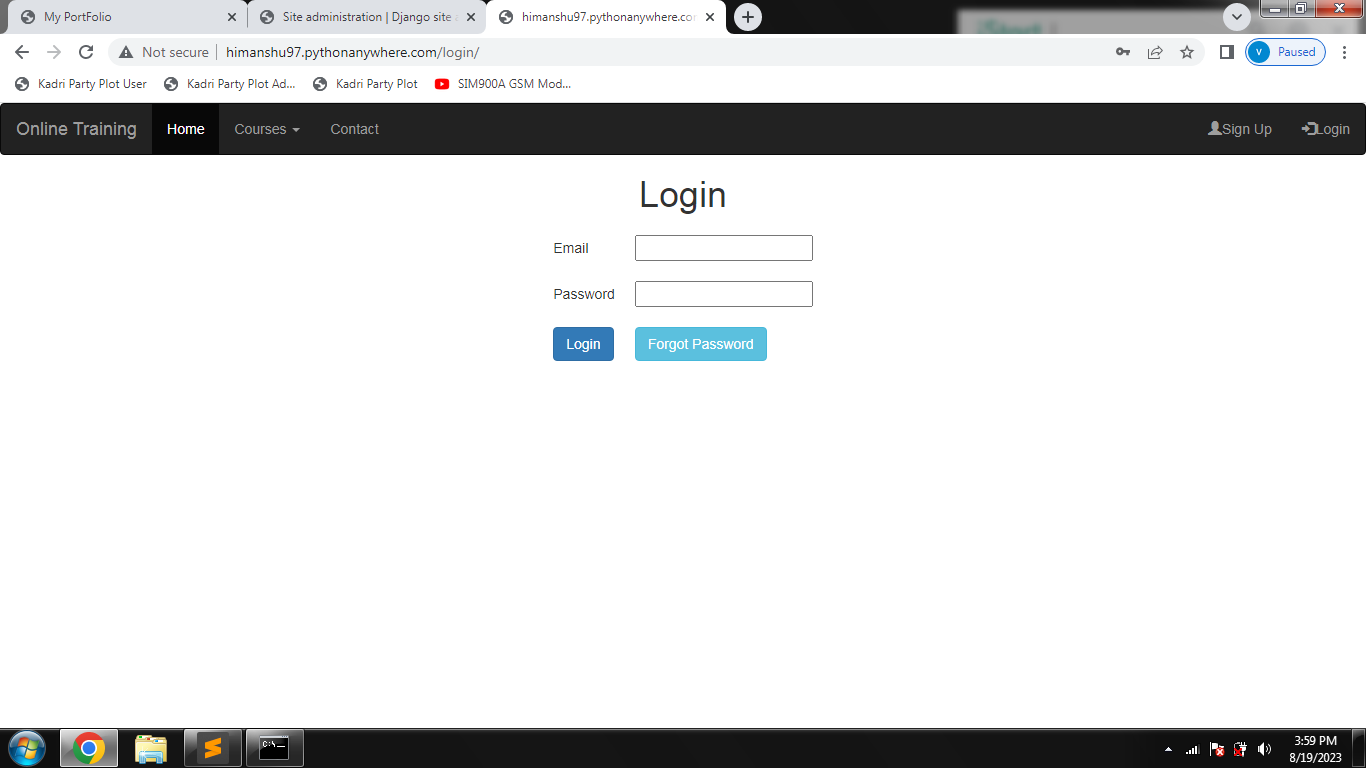 My PortFolio
Site administration | Django site
himanshu97.pythonanywhere.co
Not secure himanshu97.pythonanywhere.com/login/
V Paused
Kadri Party Plot User Kadri Party Plot Ad... Kadri Party Plot SIM900A GSM Mod...
Online Training Home Courses Contact Sign Up Login
Login
Email
Password
Login Forgot Password
C:\_
3:59 PM
8/19/2023